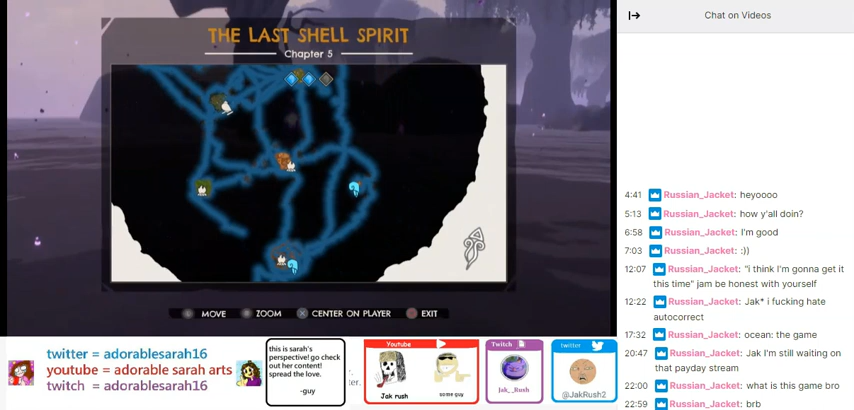 THE LAST SHELL SPIRIT
Chapter 5
MOVE
ZOOM
CENTER ON PLAYER
EXIT
twitter = adorablesarah16
youtube = adorable sarah arts
twitch = adorablesarah16
this is sarah's
perspective! go check
out her content!
spread the love.
-guy
er.
Youtube
Jak rush
some guy
Twitch
Jak_ _Rush
twitter
@JakRush2
Chat on Videos
4:41 Russian_Jacket: heyoooo
5:13 Russian_Jacket: how y'all doin?
6:58 Russian_Jacket: I'm good
7:03 Russian_Jacket: :))
12:07 Russian_Jacket: "i think I'm gonna get it
this time" jam be honest with yourself
12:22 Russian_Jacket: Jak* i fucking hate
autocorrect
17:32 Russian_Jacket: ocean: the game
20:47 Russian_Jacket: Jak I'm still waiting on
that payday stream
22:00 Russian_Jacket: what is this game bro
22:59 Russian_Jacket: brb